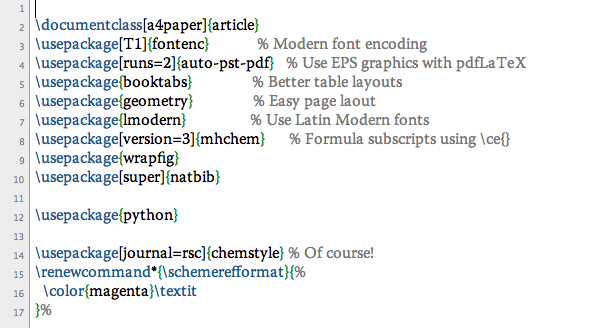 1
2 \documentclass[a4paper]{article}
3 \usepackage[T1]{fontenc} % Modern font encoding
4 \usepackage[runs=2]{auto-pst-pdf} % Use EPS graphics with pdfLaTeX
5 \usepackage{booktabs} % Better table layouts
6 \usepackage{geometry} % Easy page laout
7 \usepackage{lmodern} % Use Latin Modern fonts
8 \usepackage[version=3]{mhchem} % Formula subscripts using \ce{}
9 \usepackage{wrapfig}
10 \usepackage[super]{natbib}
11
12 \usepackage{python}
13
14 \usepackage[journal=rsc]{chemstyle} % Of course!
15 \renewcommand*{\schemerefformat}{%
16 \color{magenta}\textit
17 }%